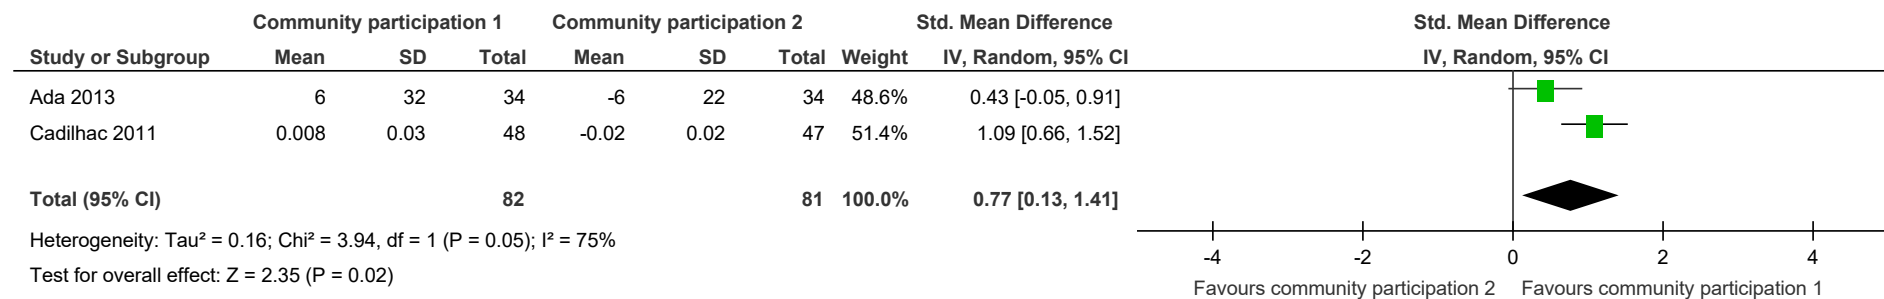 Community participation 1 Community participation 2 Std. Mean Difference Std. Mean Difference
Study or Subgroup Mean SD Total Mean SD Total Weight IV, Random, 95% CI IV, Random, 95% CI
Ada 2013 6 32 34 -6 22 34 48.6% 0.43 [-0.05, 0.91]
Cadilhac 2011 0.008 0.03 48 -0.02 0.02 47 51.4% 1.09 [0.66, 1.52]
Total (95% CI) 82 81 100.0% 0.77 [0.13, 1.41]
Heterogeneity: Tau² = 0.16; Chi² = 3.94, df = 1 (P = 0.05); I² = 75%
Test for overall effect: Z = 2.35 (P = 0.02)
-4 -2 0 2 4
Favours community participation 2 Favours community participation 1